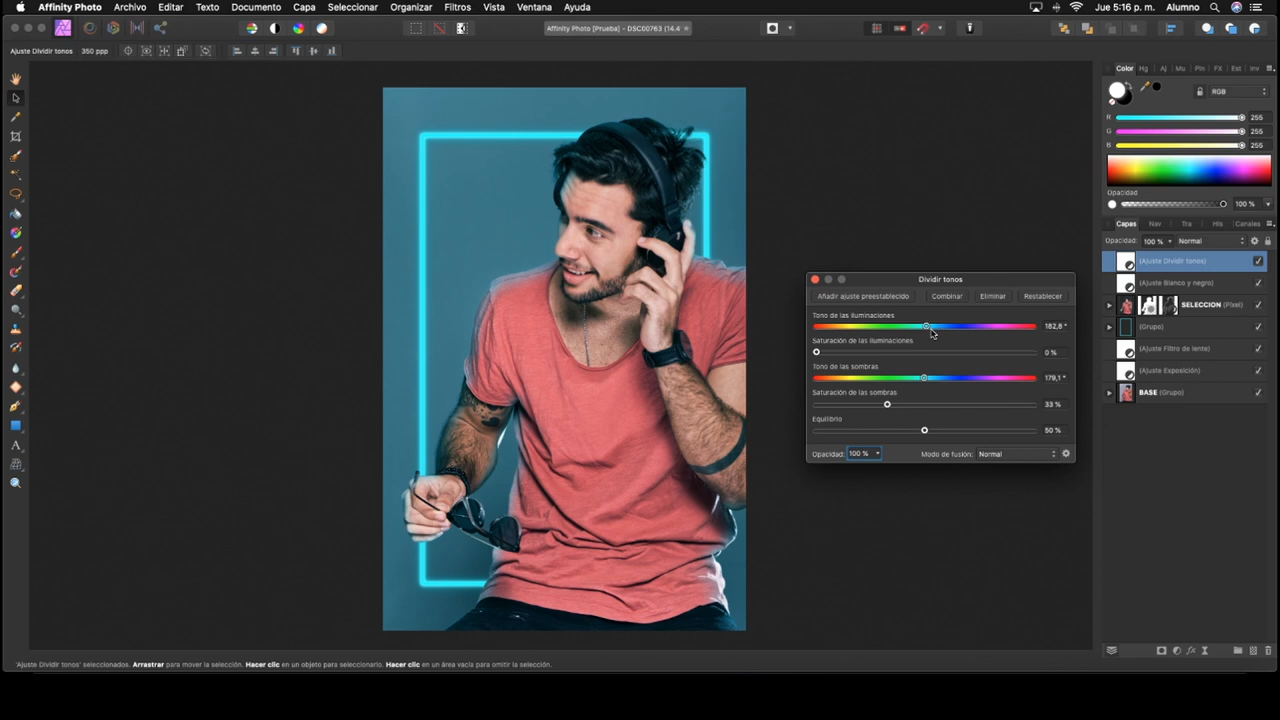 Affinity Photo Archivo Editar Texto Documento Capa Seleccionar Organizar Filtros Vista Ventana Ayuda Jue 5:16 p. m. Alumno
Affinity Photo [Prueba] - DSC00763 (14.4
Ajuste Dividir tonos 350 ppp
Color Hg Aj Mu Pin FX Est Inv
RGB
R 255
G 255
B 255
Opacidad
100 %
Capas Nav Tra His Canales
Opacidad: 100 % Normal
(Ajuste Dividir tonos)
(Ajuste Blanco y negro)
SELECCION (Píxel)
(Grupo)
(Ajuste Filtro de lente)
(Ajuste Exposición)
BASE (Grupo)
Dividir tonos
Añadir ajuste preestablecido Combinar Eliminar Restablecer
Tono de las iluminaciones
182,8 °
Saturación de las iluminaciones
0 %
Tono de las sombras
179,1 °
Saturación de las sombras
33 %
Equilibrio
50 %
Opacidad: 100 % Modo de fusión: Normal
'Ajuste Dividir tonos' seleccionados. Arrastrar para mover la selección. Hacer clic en un objeto para seleccionarlo. Hacer clic en un área vacía para omitir la selección.